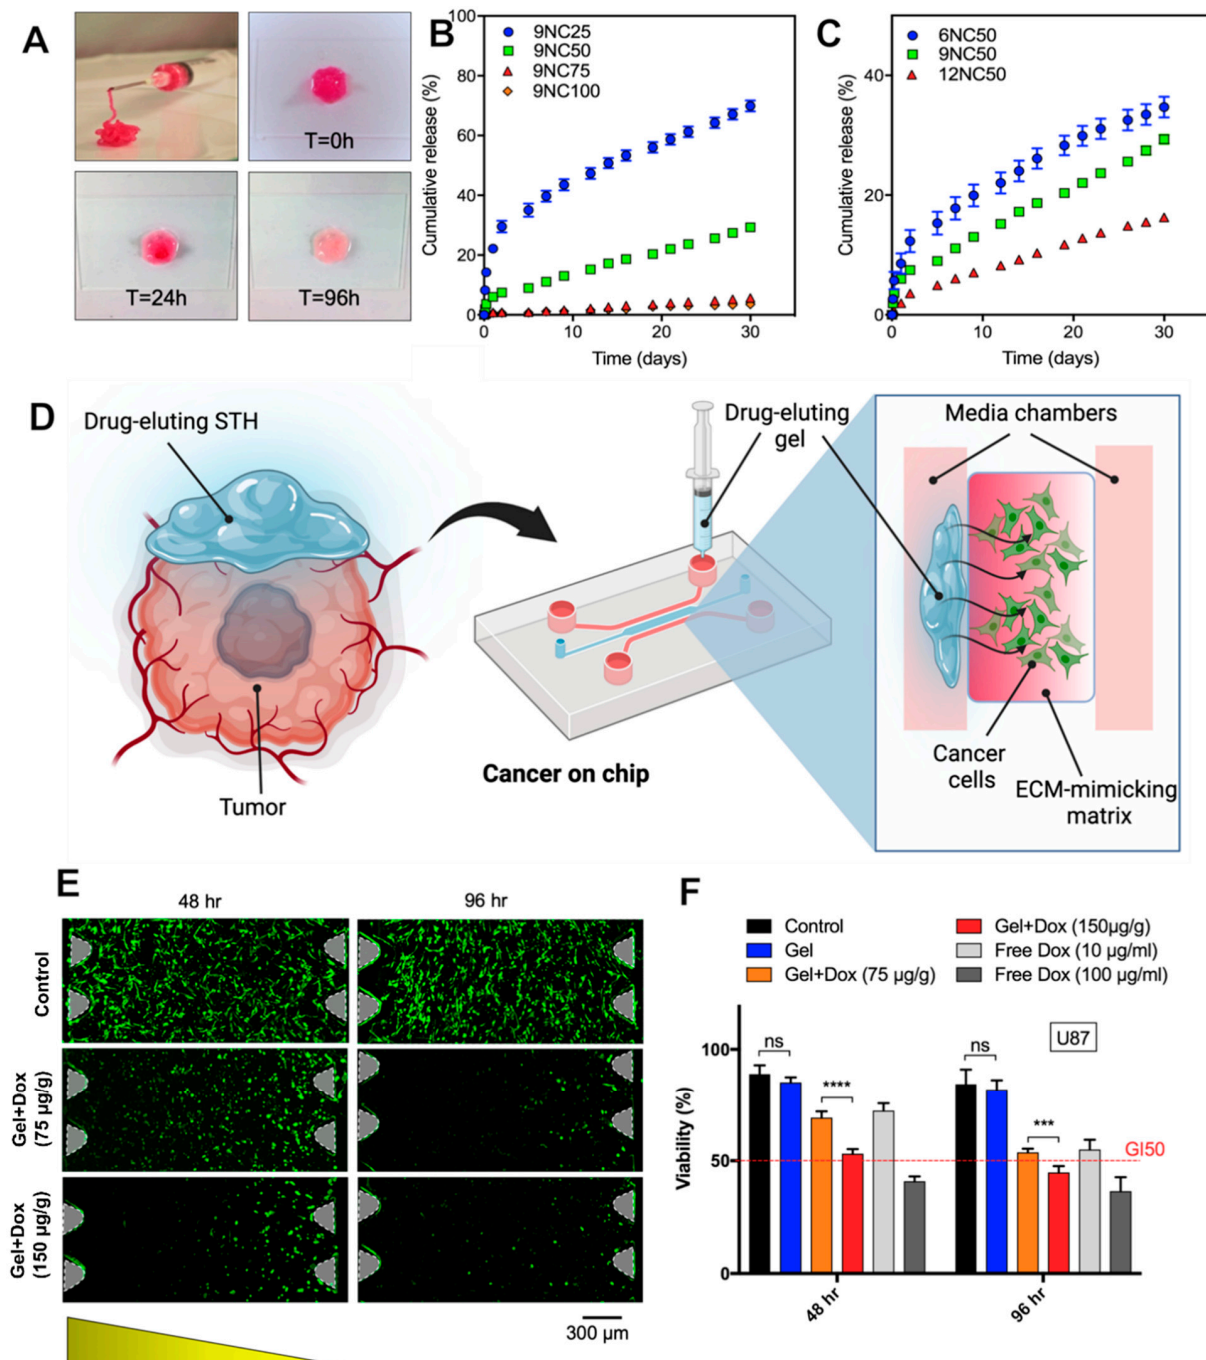 A
T=0h
T=24h
T=96h
B
9NC25
9NC50
9NC75
9NC100
Cumulative release (%)
100
80
60
40
20
0
0
10
20
30
Time (days)
C
6NC50
9NC50
12NC50
Cumulative release (%)
40
20
0
0
10
20
30
Time (days)
D
Drug-eluting STH
Tumor
Cancer on chip
Drug-eluting
gel
Media chambers
Cancer
cells
ECM-mimicking
matrix
E
48 hr
96 hr
Control
Gel+Dox
(75 µg/g)
Gel+Dox
(150 µg/g)
300 µm
F
Control
Gel
Gel+Dox (75 µg/g)
Gel+Dox (150µg/g)
Free Dox (10 µg/ml)
Free Dox (100 µg/ml)
Viability (%)
100
50
0
ns
****
ns
***
U87
GI50
48 hr
96 hr